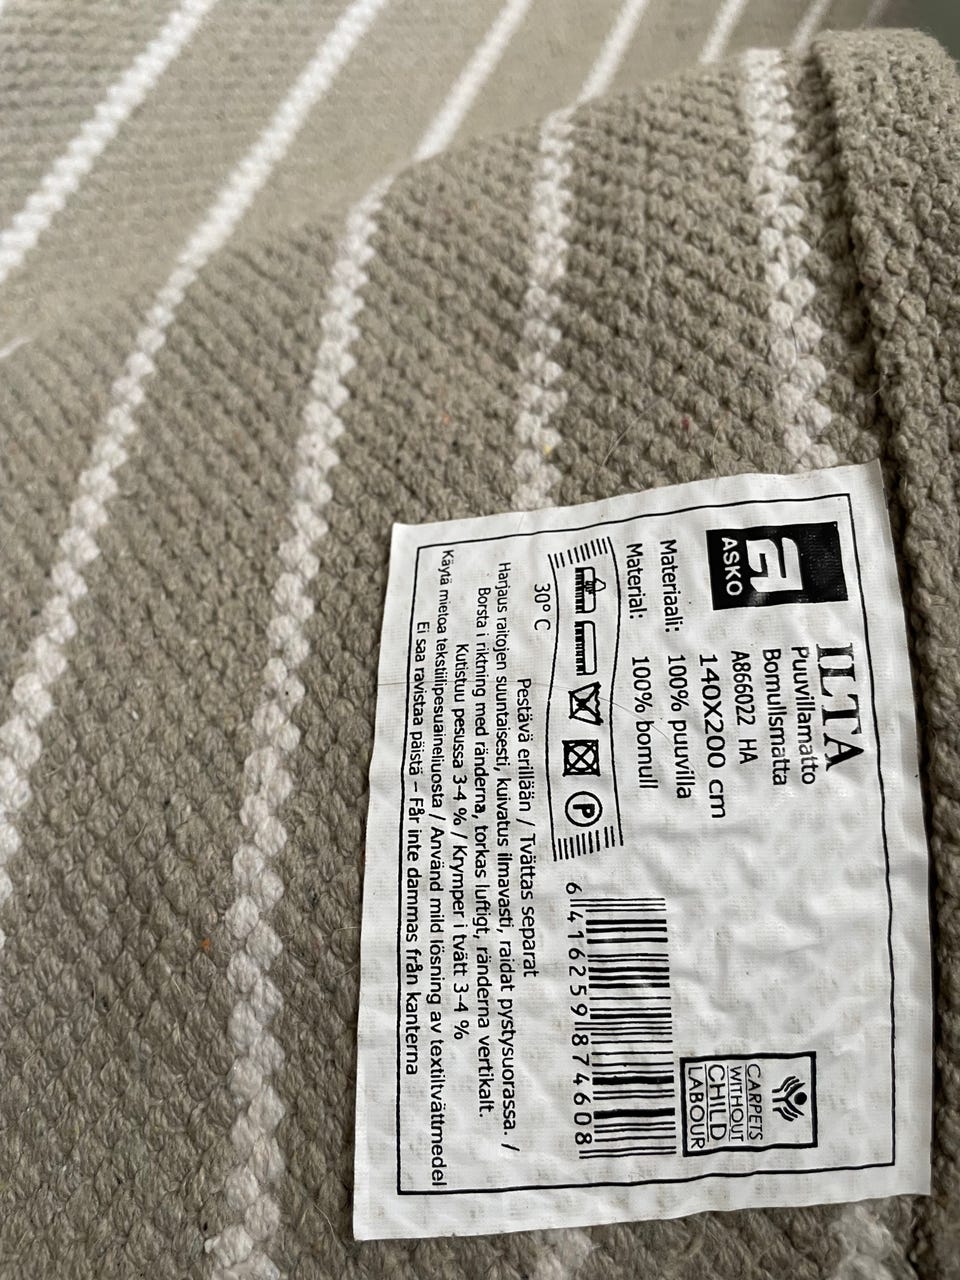 ASKO
ILTA
Puuvillamatto
Bomullsmatta
A866022 HA
140X200 cm
Materiaali: 100% puuvilla
Material: 100% bomull
P
30° C
CARPETS
WITHOUT
CHILD
LABOUR
6 416259 874608
Pestävä erillään / Tvättas separat
Harjaus raitojen suuntaisesti, kuivatus ilmavasti, raidat pystysuorassa. /
Borsta i riktning med ränderna, torkas luftigt, ränderna vertikalt.
Kutistuu pesussa 3-4 % / Krymper i tvätt 3-4 %
Käytä mietoa tekstiilipesuaineliuosta / Använd mild lösning av textiltvättmedel
Ei saa ravistaa päistä – Får inte dammas från kanterna